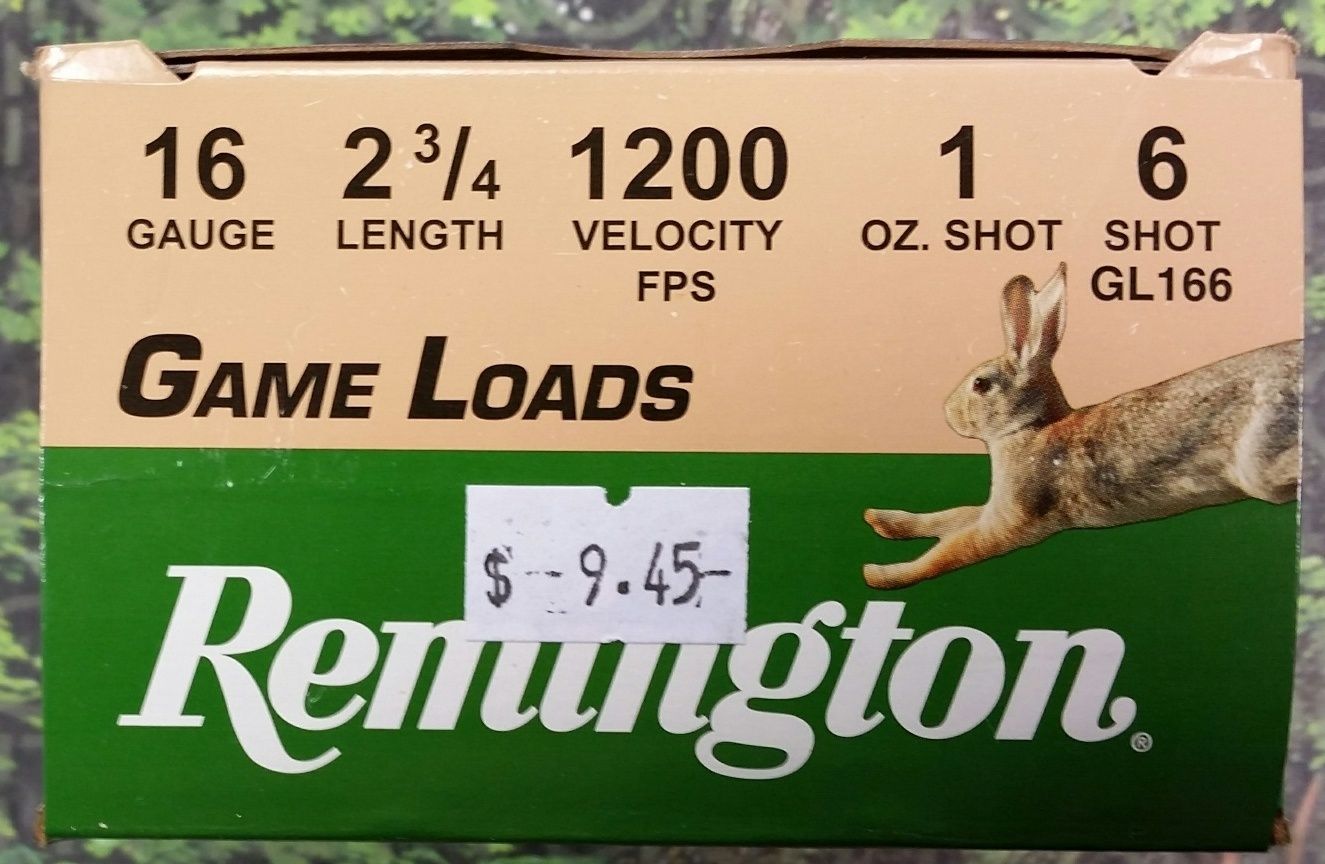 16 2 3/4 1200 1 6
GAUGE LENGTH VELOCITY OZ. SHOT SHOT
FPS GL166
GAME LOADS
$ -- 9.45-
Remington®